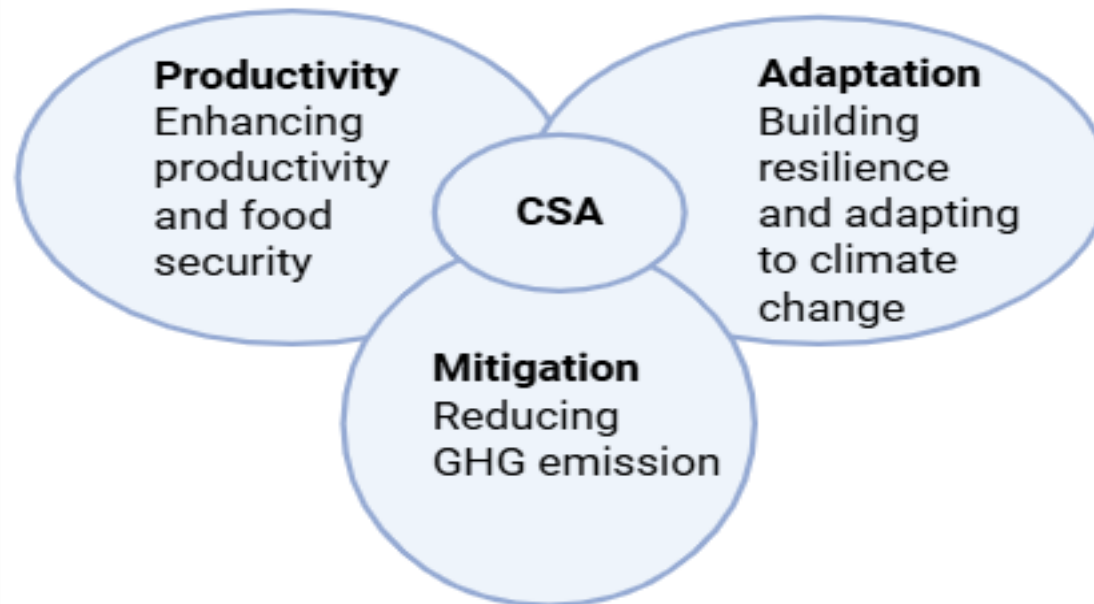 Productivity
Enhancing
productivity
and food
security
Adaptation
Building
resilience
and adapting
to climate
change
CSA
Mitigation
Reducing
GHG emission